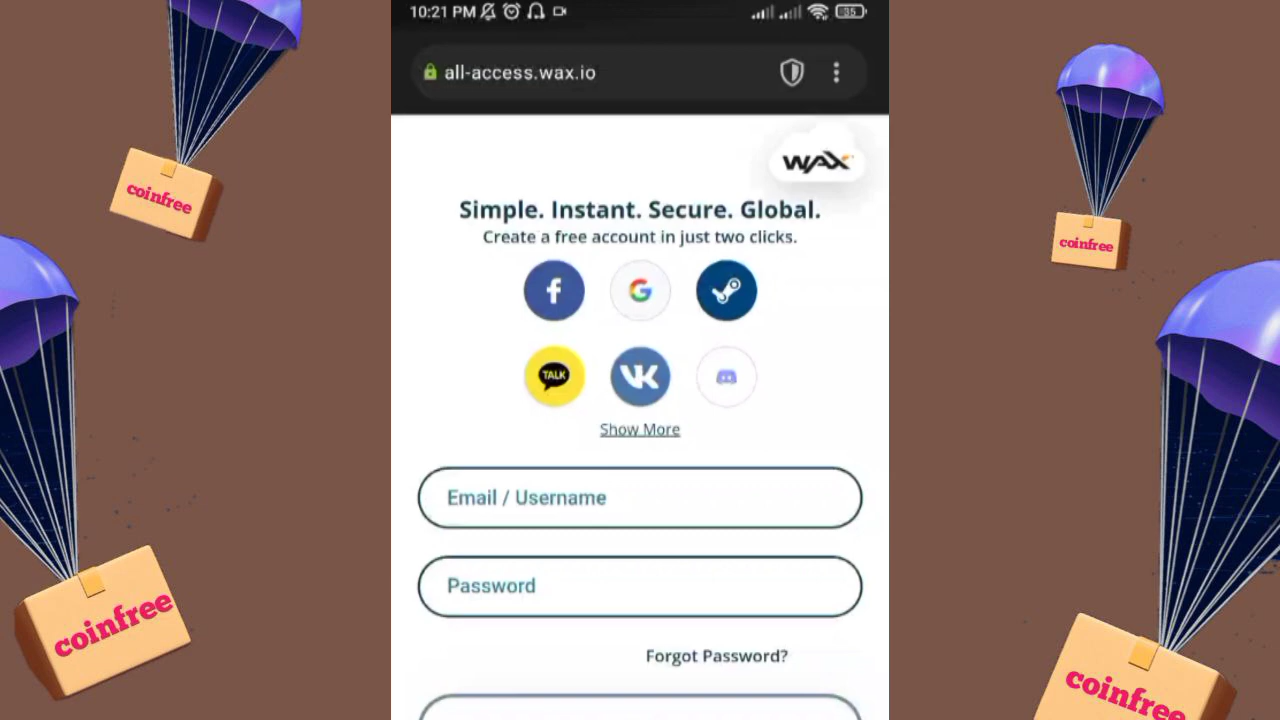 10:21 PM
35
all-access.wax.io
WAX
Simple. Instant. Secure. Global.
Create a free account in just two clicks.
f
G
TALK
VK
Show More
Email / Username
Password
Forgot Password?
coinfree
coinfree
coinfree
coinfree